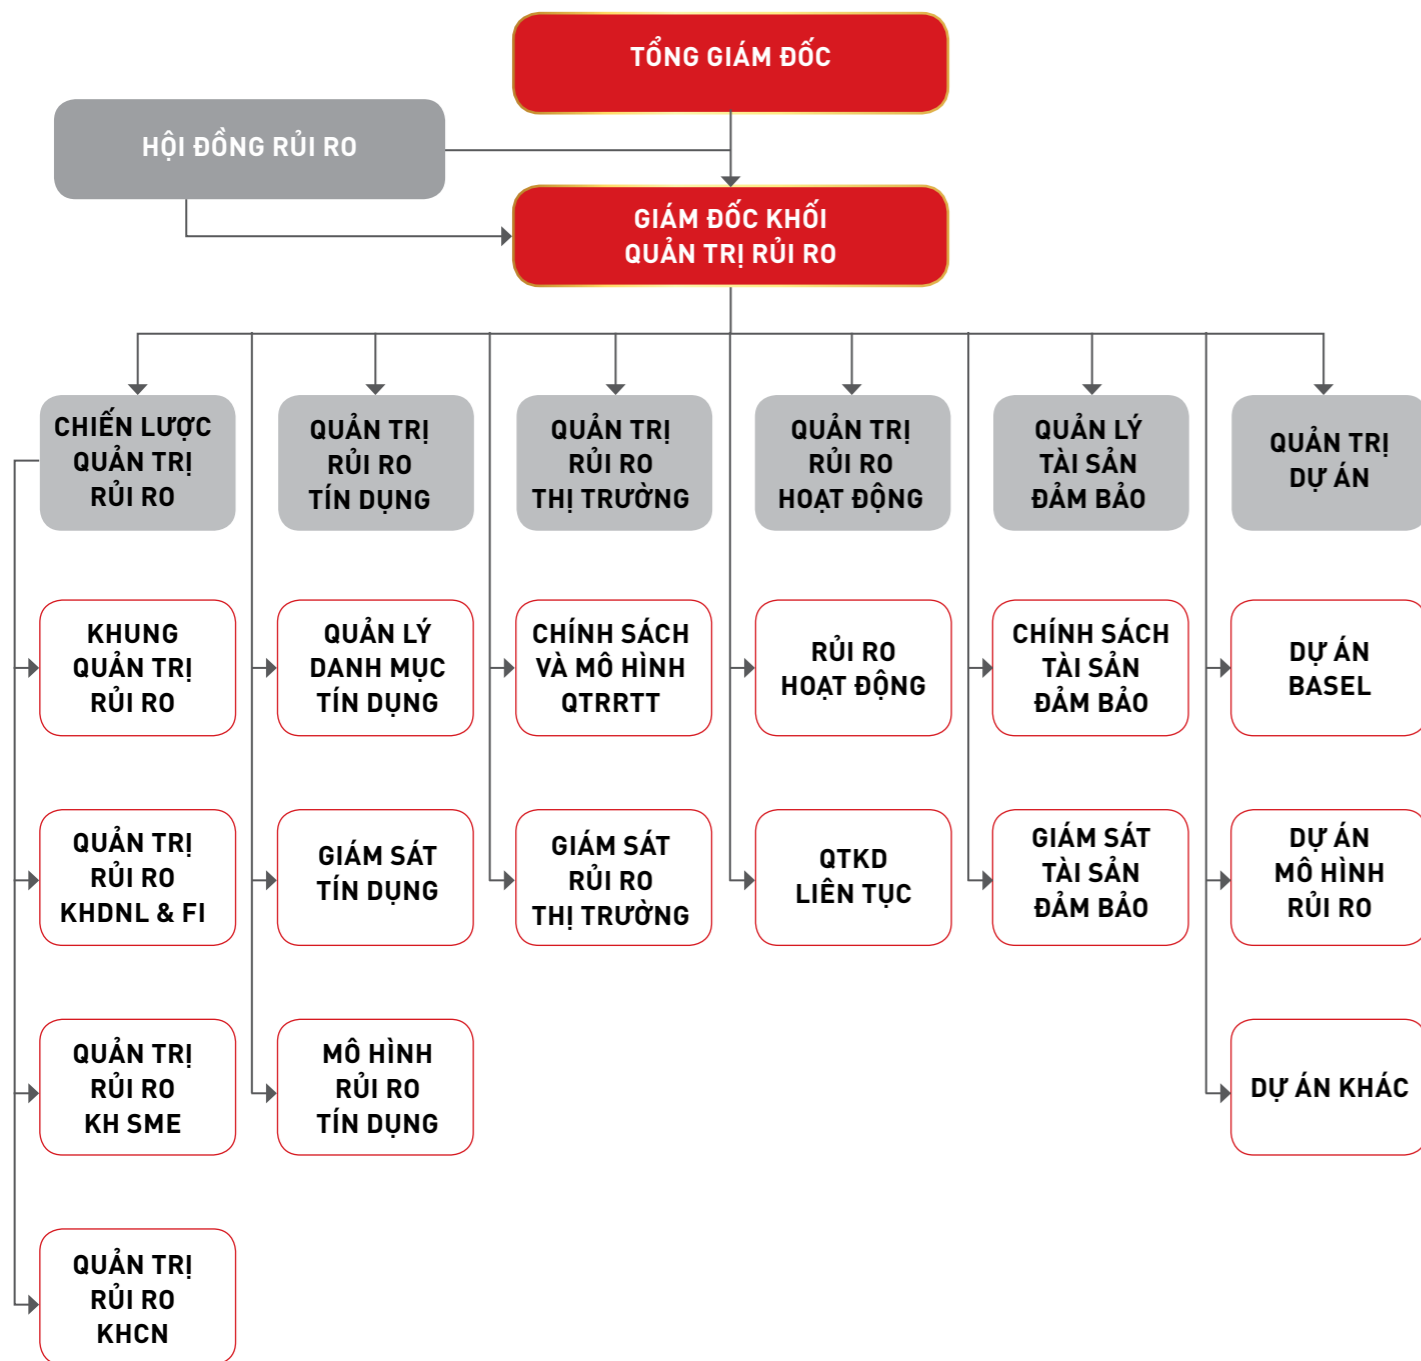 TỔNG GIÁM ĐỐC
HỘI ĐỒNG RỦI RO
GIÁM ĐỐC KHỐI
QUẢN TRỊ RỦI RO
CHIẾN LƯỢC
QUẢN TRỊ
RỦI RO
QUẢN TRỊ
RỦI RO
TÍN DỤNG
QUẢN TRỊ
RỦI RO
THỊ TRƯỜNG
QUẢN TRỊ
RỦI RO
HOẠT ĐỘNG
QUẢN LÝ
TÀI SẢN
ĐẢM BẢO
QUẢN TRỊ
DỰ ÁN
KHUNG
QUẢN TRỊ
RỦI RO
QUẢN LÝ
DANH MỤC
TÍN DỤNG
CHÍNH SÁCH
VÀ MÔ HÌNH
QTRRTT
RỦI RO
HOẠT ĐỘNG
CHÍNH SÁCH
TÀI SẢN
ĐẢM BẢO
DỰ ÁN
BASEL
QUẢN TRỊ
RỦI RO
KHDNL & FI
GIÁM SÁT
TÍN DỤNG
GIÁM SÁT
RỦI RO
THỊ TRƯỜNG
QTKD
LIÊN TỤC
GIÁM SÁT
TÀI SẢN
ĐẢM BẢO
DỰ ÁN
MÔ HÌNH
RỦI RO
QUẢN TRỊ
RỦI RO
KH SME
MÔ HÌNH
RỦI RO
TÍN DỤNG
DỰ ÁN KHÁC
QUẢN TRỊ
RỦI RO
KHCN